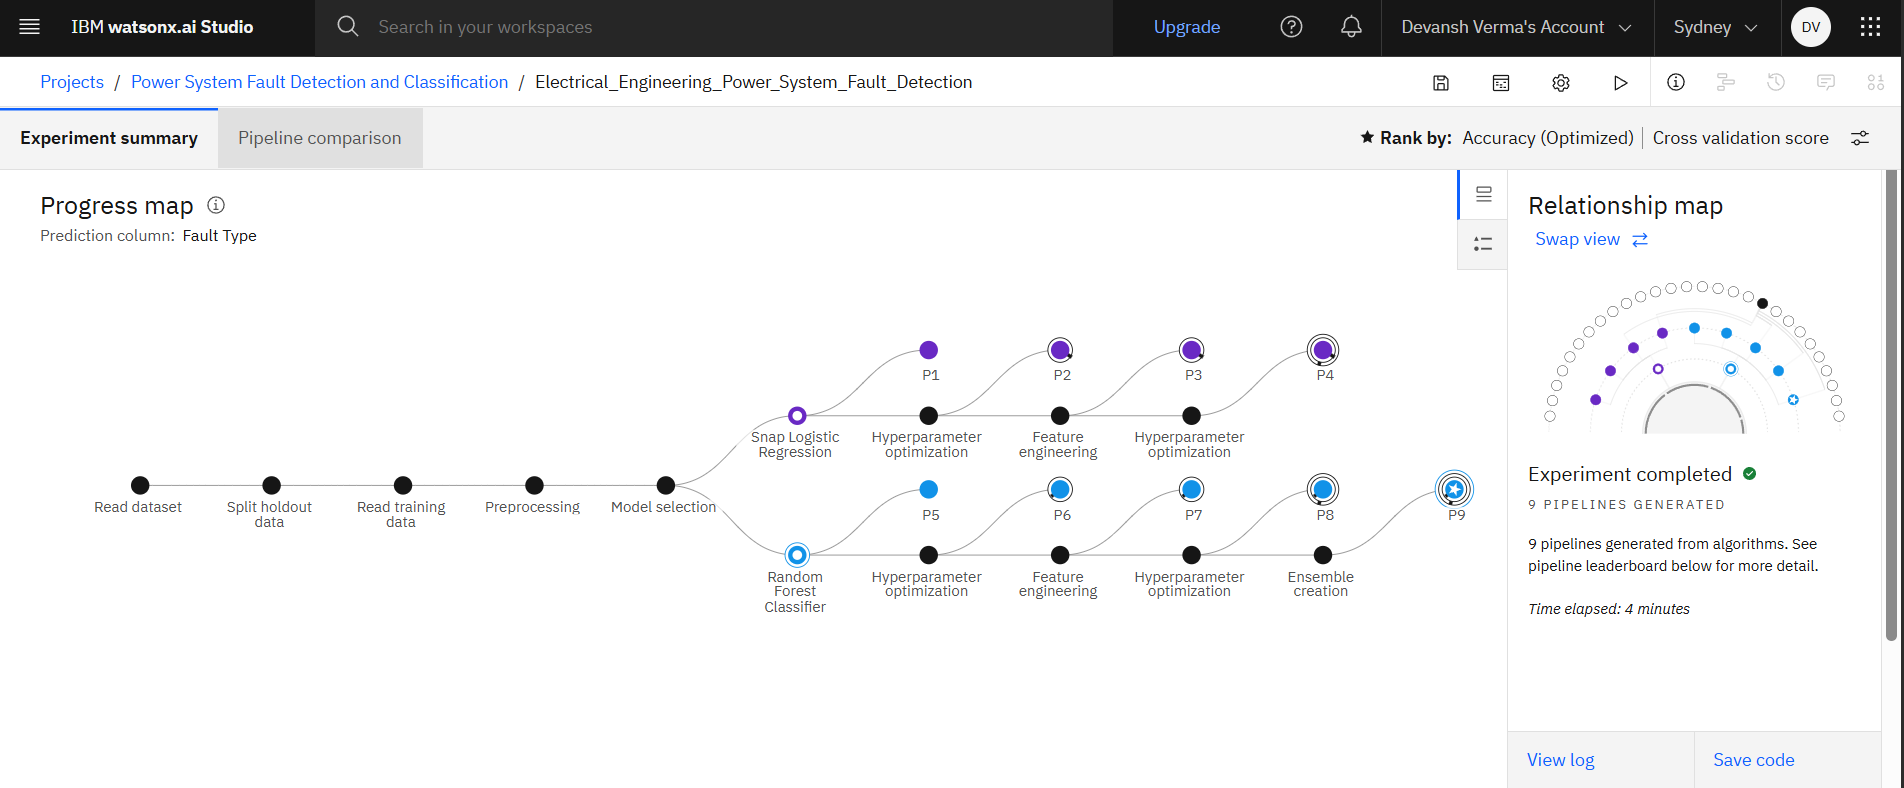 IBM watsonx.ai Studio
Search in your workspaces
Upgrade
Devansh Verma's Account
Sydney
DV
Projects / Power System Fault Detection and Classification / Electrical_Engineering_Power_System_Fault_Detection
Experiment summary
Pipeline comparison
Rank by: Accuracy (Optimized) | Cross validation score
Progress map
Prediction column: Fault Type
P1
P2
P3
P4
Snap Logistic
Regression
Hyperparameter
optimization
Feature
engineering
Hyperparameter
optimization
Read dataset
Split holdout
data
Read training
data
Preprocessing
Model selection
P5
P6
P7
P8
P9
Random
Forest
Classifier
Hyperparameter
optimization
Feature
engineering
Hyperparameter
optimization
Ensemble
creation
Relationship map
Swap view
Experiment completed
9 PIPELINES GENERATED
9 pipelines generated from algorithms. See
pipeline leaderboard below for more detail.
Time elapsed: 4 minutes
View log
Save code